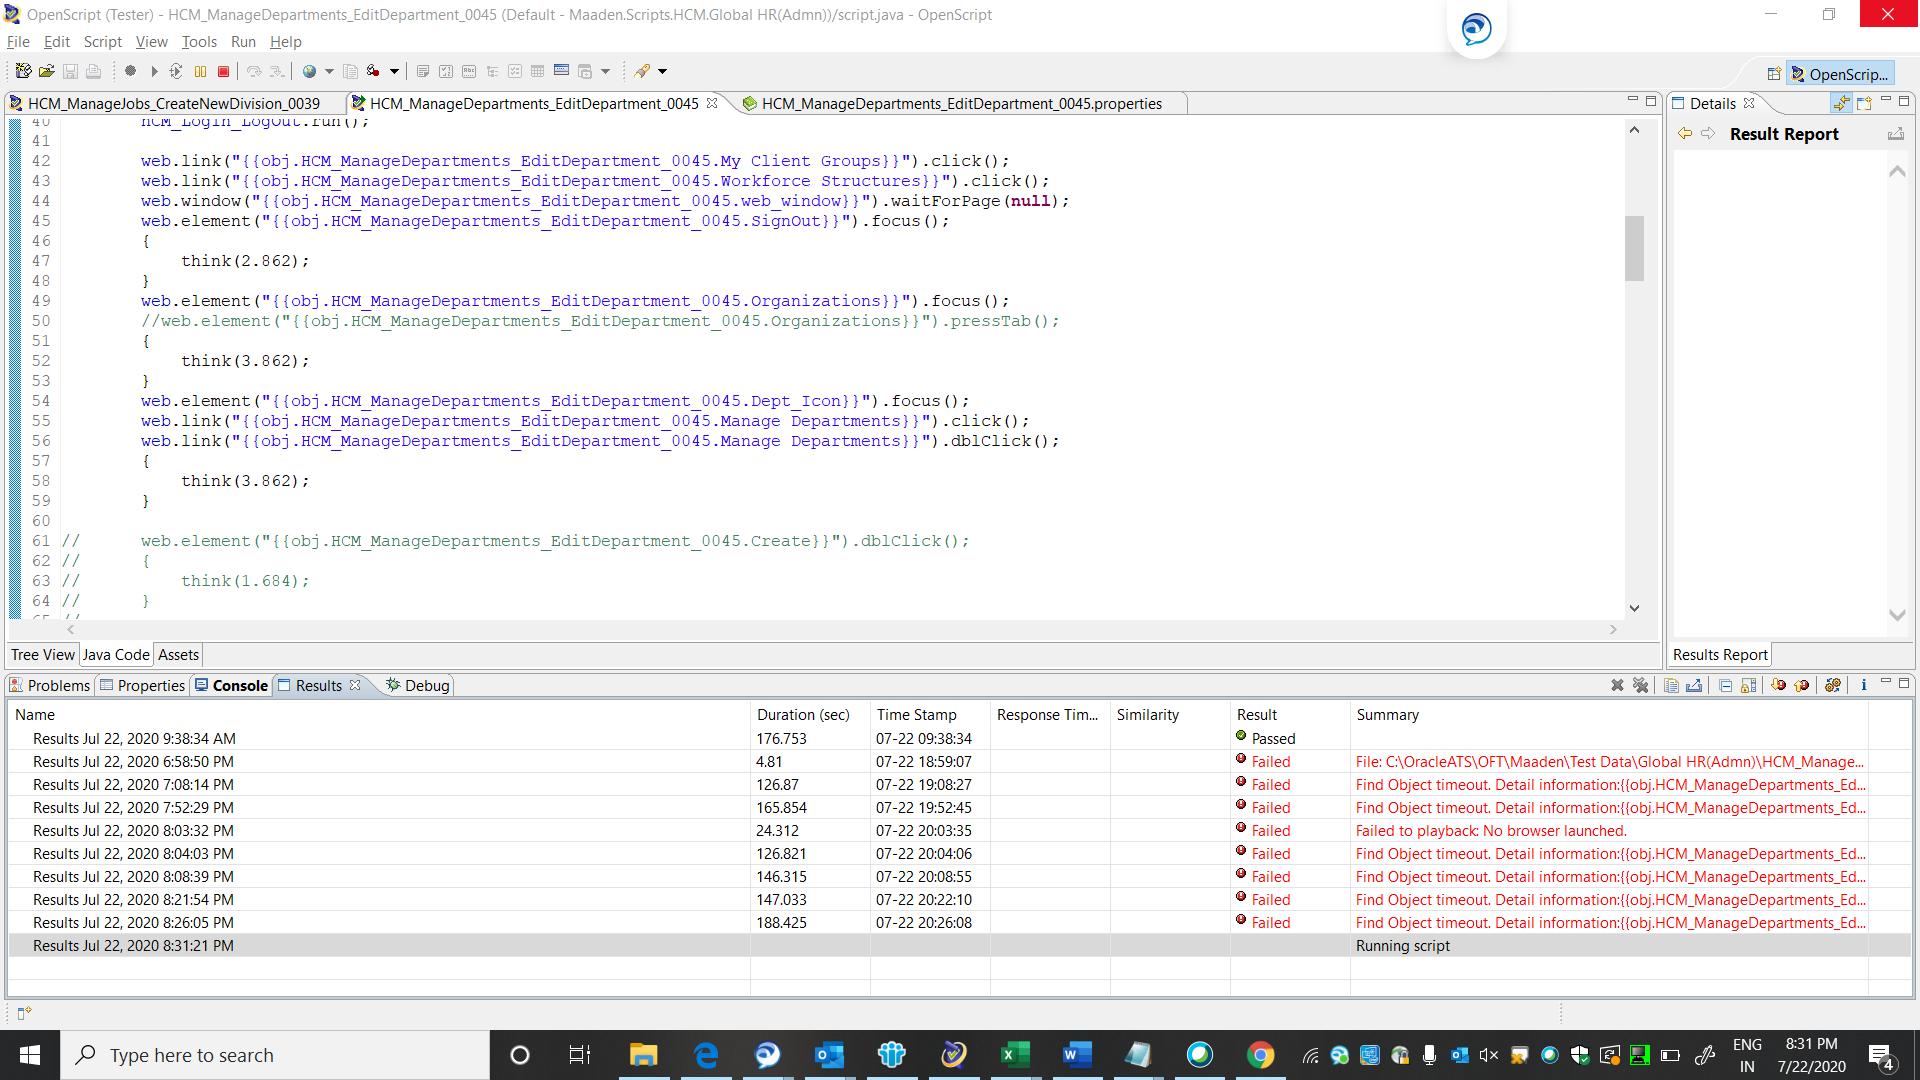 OpenScript (Tester) - HCM_ManageDepartments_EditDepartment_0045 (Default - Maaden.Scripts.HCM.Global HR(Admn))/script.java - OpenScript
File Edit Script View Tools Run Help
OpenScrip...
HCM_ManageJobs_CreateNewDivision_0039 HCM_ManageDepartments_EditDepartment_0045 HCM_ManageDepartments_EditDepartment_0045.properties
Details
Result Report
40 HCM_Login_Logout.run();
41
42 web.link("{{obj.HCM_ManageDepartments_EditDepartment_0045.My Client Groups}}").click();
43 web.link("{{obj.HCM_ManageDepartments_EditDepartment_0045.Workforce Structures}}").click();
44 web.window("{{obj.HCM_ManageDepartments_EditDepartment_0045.web_window}}").waitForPage(null);
45 web.element("{{obj.HCM_ManageDepartments_EditDepartment_0045.SignOut}}").focus();
46 {
47 think(2.862);
48 }
49 web.element("{{obj.HCM_ManageDepartments_EditDepartment_0045.Organizations}}").focus();
50 //web.element("{{obj.HCM_ManageDepartments_EditDepartment_0045.Organizations}}").pressTab();
51 {
52 think(3.862);
53 }
54 web.element("{{obj.HCM_ManageDepartments_EditDepartment_0045.Dept_Icon}}").focus();
55 web.link("{{obj.HCM_ManageDepartments_EditDepartment_0045.Manage Departments}}").click();
56 web.link("{{obj.HCM_ManageDepartments_EditDepartment_0045.Manage Departments}}").dblClick();
57 {
58 think(3.862);
59 }
60
61 // web.element("{{obj.HCM_ManageDepartments_EditDepartment_0045.Create}}").dblClick();
62 // {
63 // think(1.684);
64 // }
65 //
Tree View Java Code Assets
Results Report
Problems Properties Console Results Debug
Name Duration (sec) Time Stamp Response Tim... Similarity Result Summary
Results Jul 22, 2020 9:38:34 AM 176.753 07-22 09:38:34 Passed
Results Jul 22, 2020 6:58:50 PM 4.81 07-22 18:59:07 Failed File: C:\OracleATS\OFT\Maaden\Test Data\Global HR(Admn)\HCM_Manage...
Results Jul 22, 2020 7:08:14 PM 126.87 07-22 19:08:27 Failed Find Object timeout. Detail information:{{obj.HCM_ManageDepartments_Ed...
Results Jul 22, 2020 7:52:29 PM 165.854 07-22 19:52:45 Failed Find Object timeout. Detail information:{{obj.HCM_ManageDepartments_Ed...
Results Jul 22, 2020 8:03:32 PM 24.312 07-22 20:03:35 Failed Failed to playback: No browser launched.
Results Jul 22, 2020 8:04:03 PM 126.821 07-22 20:04:06 Failed Find Object timeout. Detail information:{{obj.HCM_ManageDepartments_Ed...
Results Jul 22, 2020 8:08:39 PM 146.315 07-22 20:08:55 Failed Find Object timeout. Detail information:{{obj.HCM_ManageDepartments_Ed...
Results Jul 22, 2020 8:21:54 PM 147.033 07-22 20:22:10 Failed Find Object timeout. Detail information:{{obj.HCM_ManageDepartments_Ed...
Results Jul 22, 2020 8:26:05 PM 188.425 07-22 20:26:08 Failed Find Object timeout. Detail information:{{obj.HCM_ManageDepartments_Ed...
Results Jul 22, 2020 8:31:21 PM Running script
Type here to search
ENG 8:31 PM
IN 7/22/2020
4